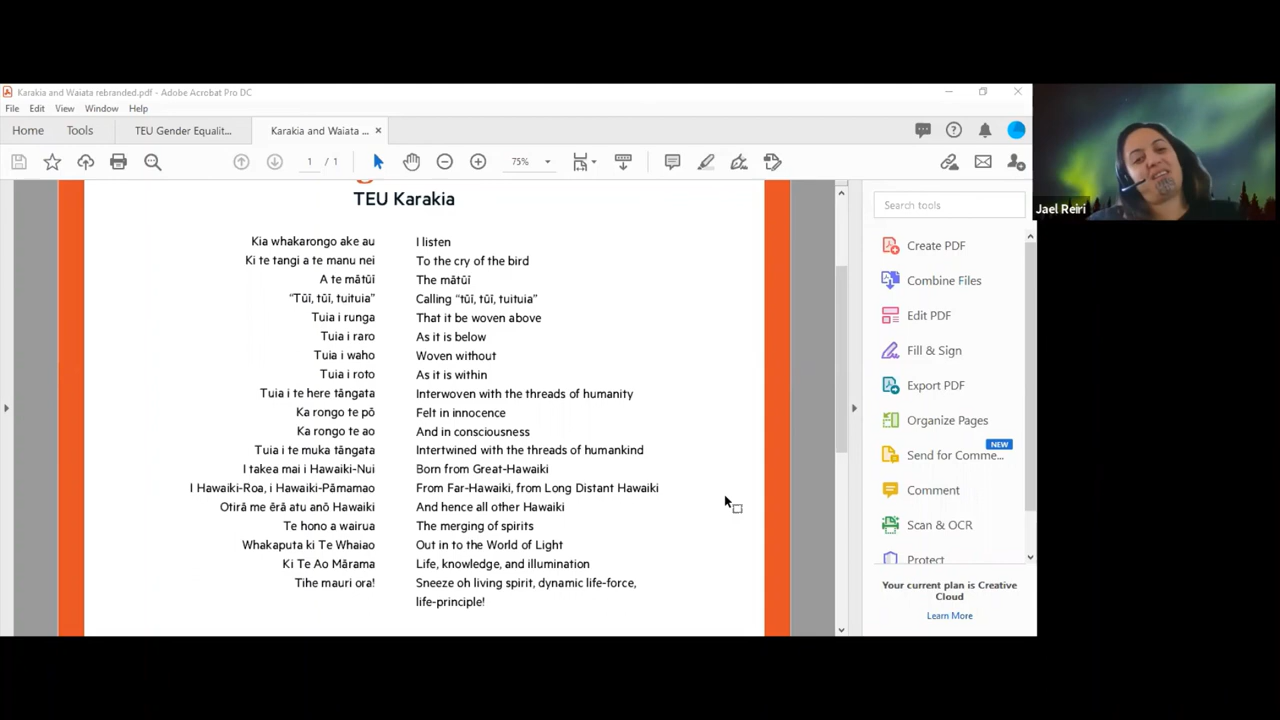 Karakia and Waiata rebranded.pdf - Adobe Acrobat Pro DC
File Edit View Window Help
Home Tools TEU Gender Equalit... Karakia and Waiata ... ×
1 / 1 75%
TEU Karakia
Kia whakarongo ake au I listen
Ki te tangi a te manu nei To the cry of the bird
A te mātūī The mātūī
“Tūī, tūī, tuituia” Calling “tūī, tūī, tuituia”
Tuia i runga That it be woven above
Tuia i raro As it is below
Tuia i waho Woven without
Tuia i roto As it is within
Tuia i te here tāngata Interwoven with the threads of humanity
Ka rongo te pō Felt in innocence
Ka rongo te ao And in consciousness
Tuia i te muka tāngata Intertwined with the threads of humankind
I takea mai i Hawaiki-Nui Born from Great-Hawaiki
I Hawaiki-Roa, i Hawaiki-Pāmamao From Far-Hawaiki, from Long Distant Hawaiki
Otirā me ērā atu anō Hawaiki And hence all other Hawaiki
Te hono a wairua The merging of spirits
Whakaputa ki Te Whaiao Out in to the World of Light
Ki Te Ao Mārama Life, knowledge, and illumination
Tihe mauri ora! Sneeze oh living spirit, dynamic life-force,
life-principle!
Search tools
Create PDF
Combine Files
Edit PDF
Fill & Sign
Export PDF
Organize Pages
NEW
Send for Comme...
Comment
Scan & OCR
Protect
Your current plan is Creative
Cloud
Learn More
Jael Reiri